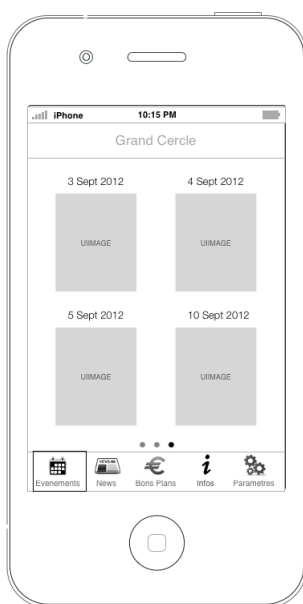 iPhone 10:15 PM
Grand Cercle
3 Sept 2012 4 Sept 2012
UIIMAGE UIIMAGE
5 Sept 2012 10 Sept 2012
UIIMAGE UIIMAGE
Evenements News Bons Plans Infos Parametres